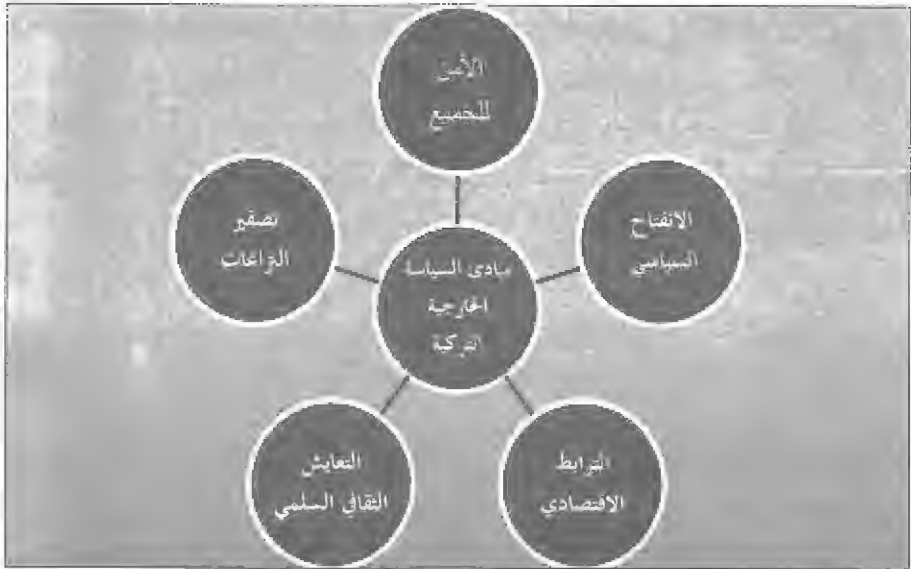 الأمن
للجميع
الانفتاح
السياسي
الترابط
الاقتصادي
التعايش
الثقافي السلمي
تصفير
النزاعات
مبادئ السياسة
الخارجية
التركية